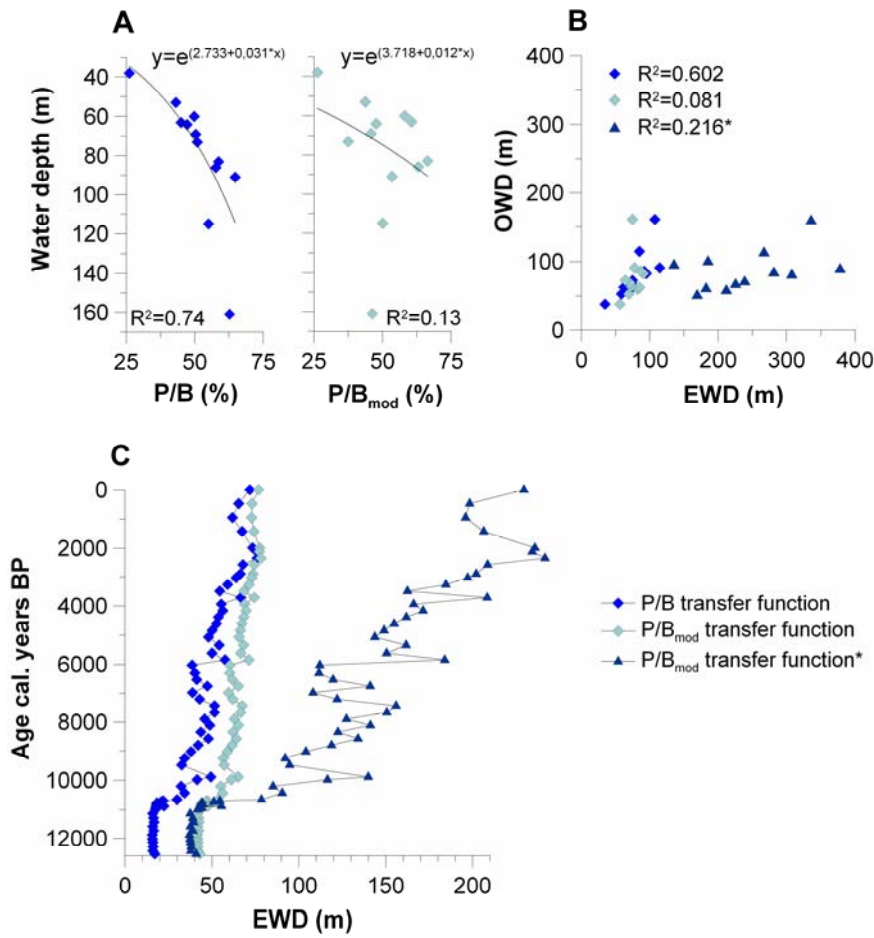 A
B
y=e(2.733+0,031*x)
y=e(3.718+0,012*x)
Water depth (m)
40
60
80
100
120
140
160
R²=0.74
R²=0.13
25 50 75
25 50 75
P/B (%)
P/Bmod (%)
OWD (m)
400
300
200
100
0
R²=0.602
R²=0.081
R²=0.216*
0 100 200 300 400
EWD (m)
C
Age cal. years BP
0
2000
4000
6000
8000
10000
12000
0 50 100 150 200
EWD (m)
P/B transfer function
P/Bmod transfer function
P/Bmod transfer function*